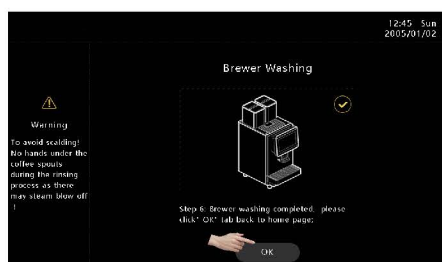 12:45 Sun
2005/01/02
Brewer Washing
Warning
To avoid scalding!
No hands under the
coffee spouts
during the rinsing
process as there
may steam blow off
!
Step 6: Brewer washing completed, please
click" OK" tab back to home page;
OK